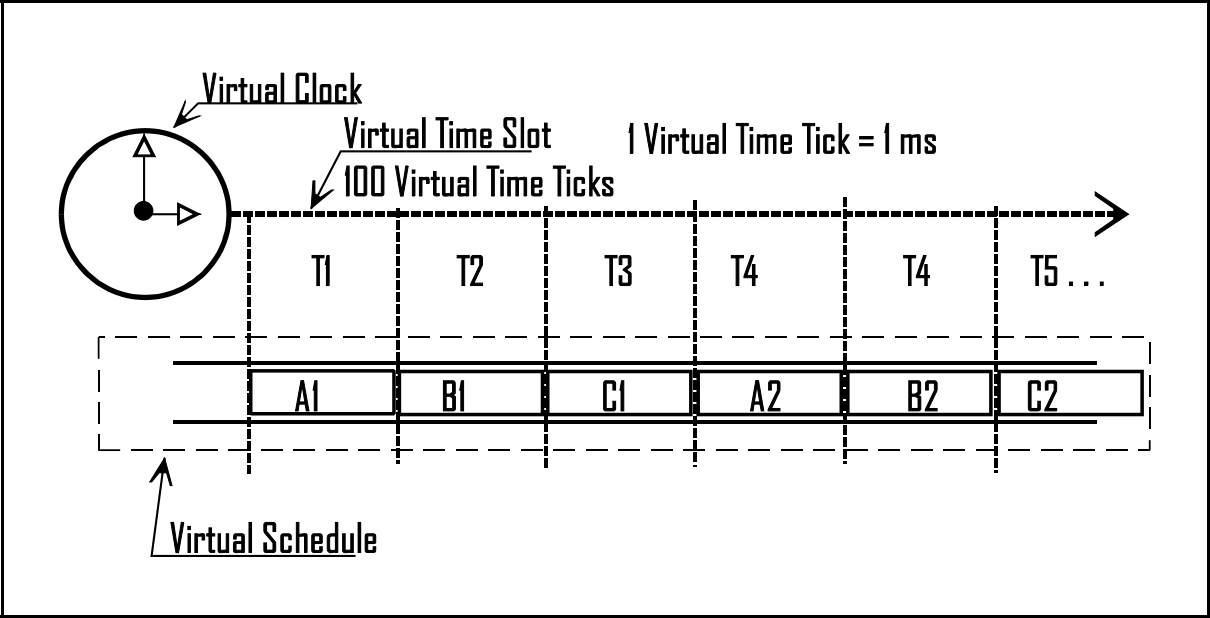 Virtual Clock
Virtual Time Slot
1 Virtual Time Tick = 1 ms
100 Virtual Time Ticks
T1 T2 T3 T4 T4 T5 . . .
A1 B1 C1 A2 B2 C2
Virtual Schedule